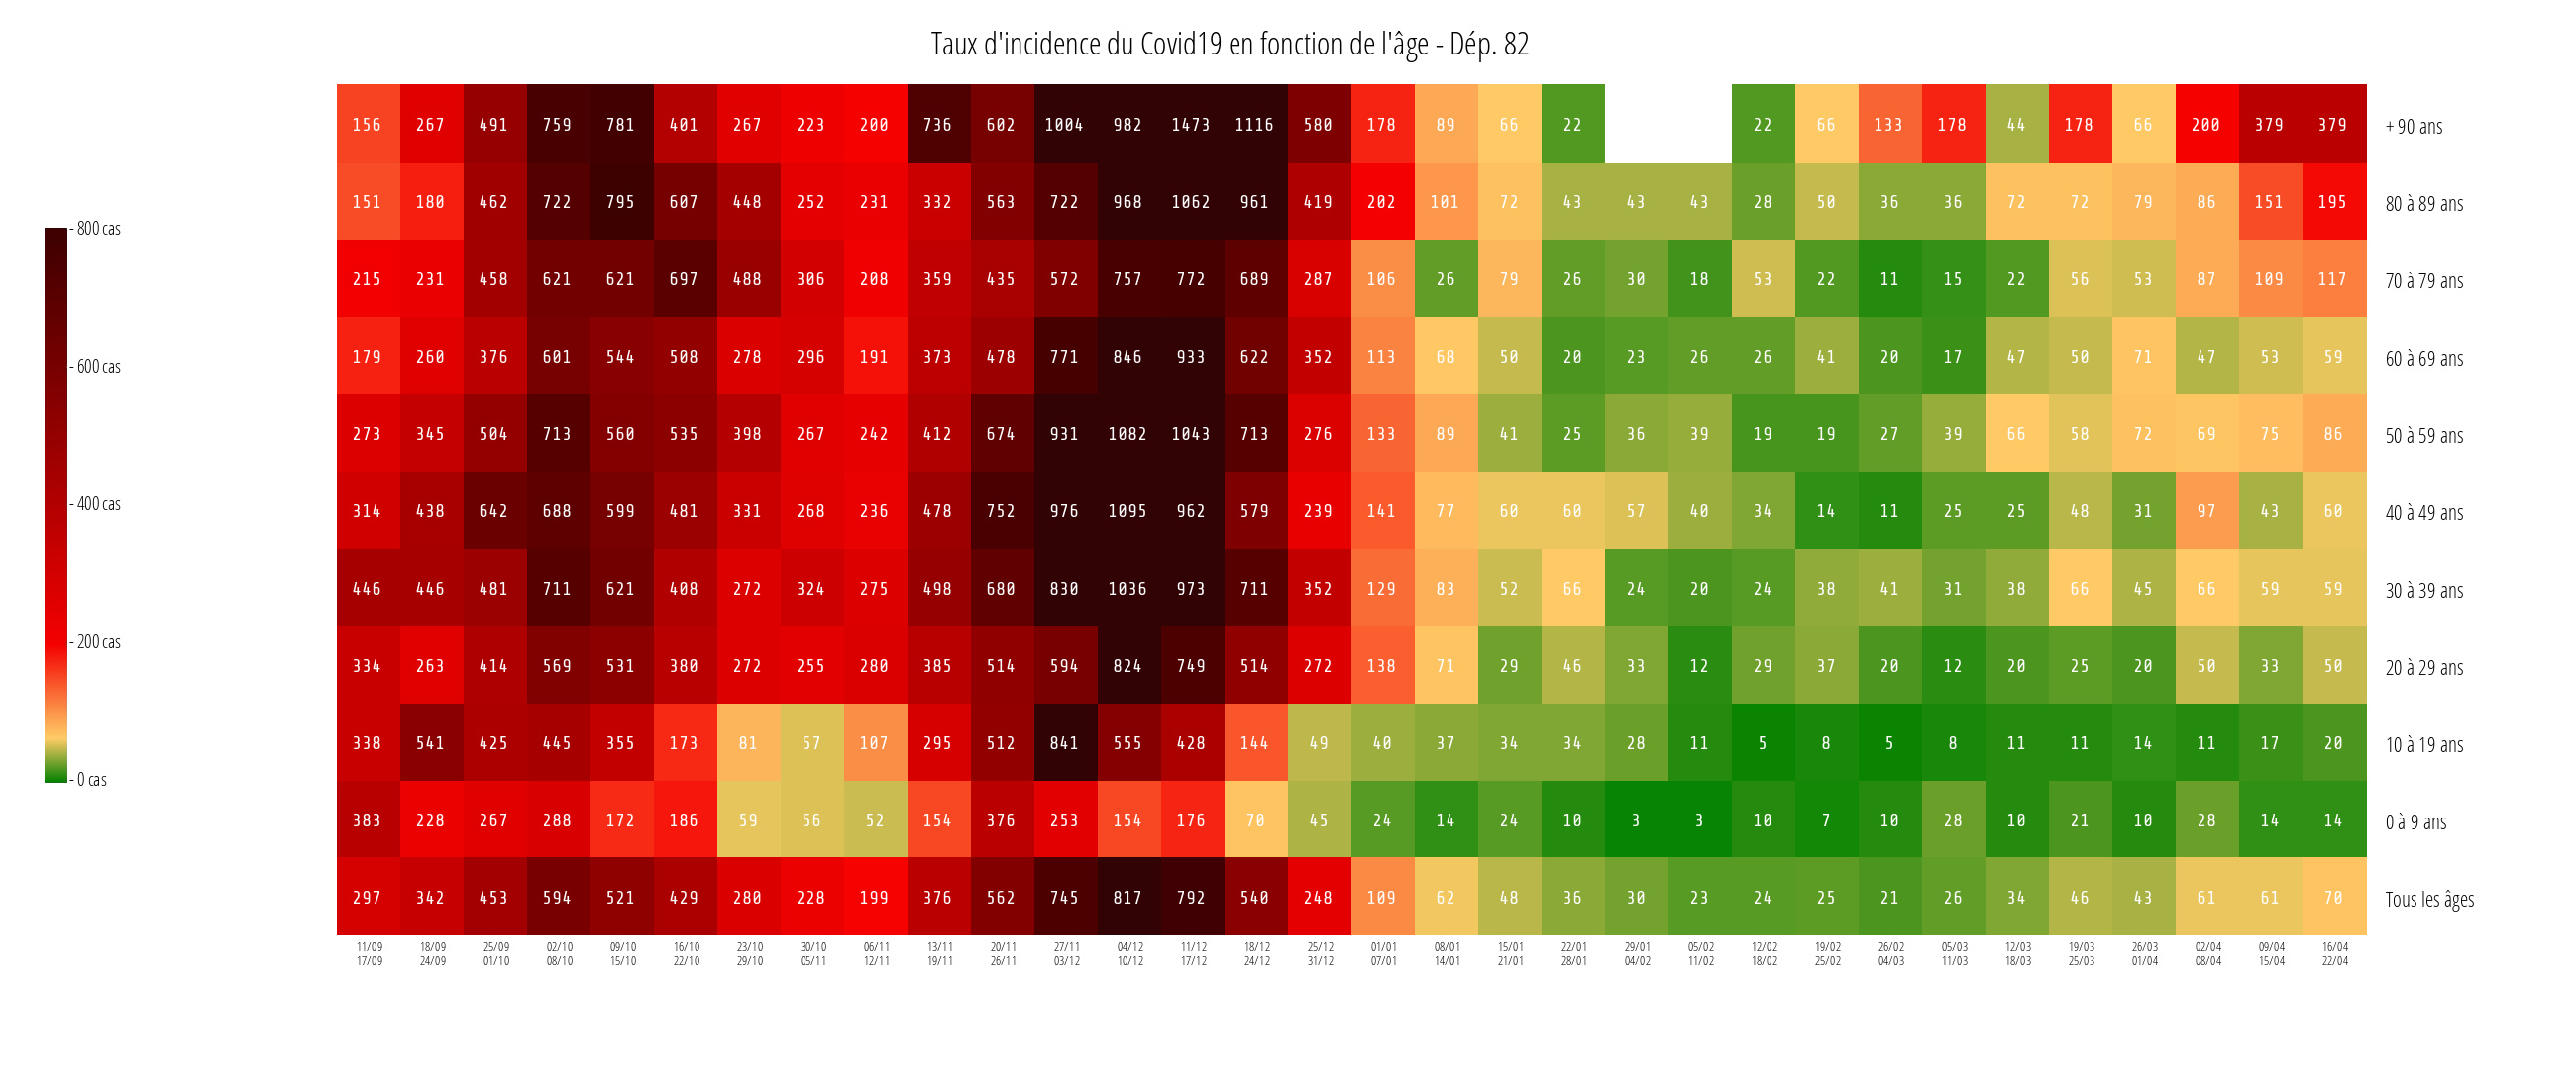 Taux d'incidence du Covid19 en fonction de l'âge - Dép. 82
- 800 cas
- 600 cas
- 400 cas
- 200 cas
- 0 cas
156 267 491 759 781 401 267 223 200 736 602 1004 982 1473 1116 580 178 89 66 22 22 66 133 178 44 178 66 200 379 379 + 90 ans
151 180 462 722 795 607 448 252 231 332 563 722 968 1062 961 419 202 101 72 43 43 43 28 50 36 36 72 72 79 86 151 195 80 à 89 ans
215 231 458 621 621 697 488 306 208 359 435 572 757 772 689 287 106 26 79 26 30 18 53 22 11 15 22 56 53 87 109 117 70 à 79 ans
179 260 376 601 544 508 278 296 191 373 478 771 846 933 622 352 113 68 50 20 23 26 26 41 20 17 47 50 71 47 53 59 60 à 69 ans
273 345 504 713 560 535 398 267 242 412 674 931 1082 1043 713 276 133 89 41 25 36 39 19 19 27 39 66 58 72 69 75 86 50 à 59 ans
314 438 642 688 599 481 331 268 236 478 752 976 1095 962 579 239 141 77 60 60 57 40 34 14 11 25 25 48 31 97 43 60 40 à 49 ans
446 446 481 711 621 408 272 324 275 498 680 830 1036 973 711 352 129 83 52 66 24 20 24 38 41 31 38 66 45 66 59 59 30 à 39 ans
334 263 414 569 531 380 272 255 280 385 514 594 824 749 514 272 138 71 29 46 33 12 29 37 20 12 20 25 20 50 33 50 20 à 29 ans
338 541 425 445 355 173 81 57 107 295 512 841 555 428 144 49 40 37 34 34 28 11 5 8 5 8 11 11 14 11 17 20 10 à 19 ans
383 228 267 288 172 186 59 56 52 154 376 253 154 176 70 45 24 14 24 10 3 3 10 7 10 28 10 21 10 28 14 14 0 à 9 ans
297 342 453 594 521 429 280 228 199 376 562 745 817 792 540 248 109 62 48 36 30 23 24 25 21 26 34 46 43 61 61 70 Tous les âges
11/09 18/09 25/09 02/10 09/10 16/10 23/10 30/10 06/11 13/11 20/11 27/11 04/12 11/12 18/12 25/12 01/01 08/01 15/01 22/01 29/01 05/02 12/02 19/02 26/02 05/03 12/03 19/03 26/03 02/04 09/04 16/04
17/09 24/09 01/10 08/10 15/10 22/10 29/10 05/11 12/11 19/11 26/11 03/12 10/12 17/12 24/12 31/12 07/01 14/01 21/01 28/01 04/02 11/02 18/02 25/02 04/03 11/03 18/03 25/03 01/04 08/04 15/04 22/04